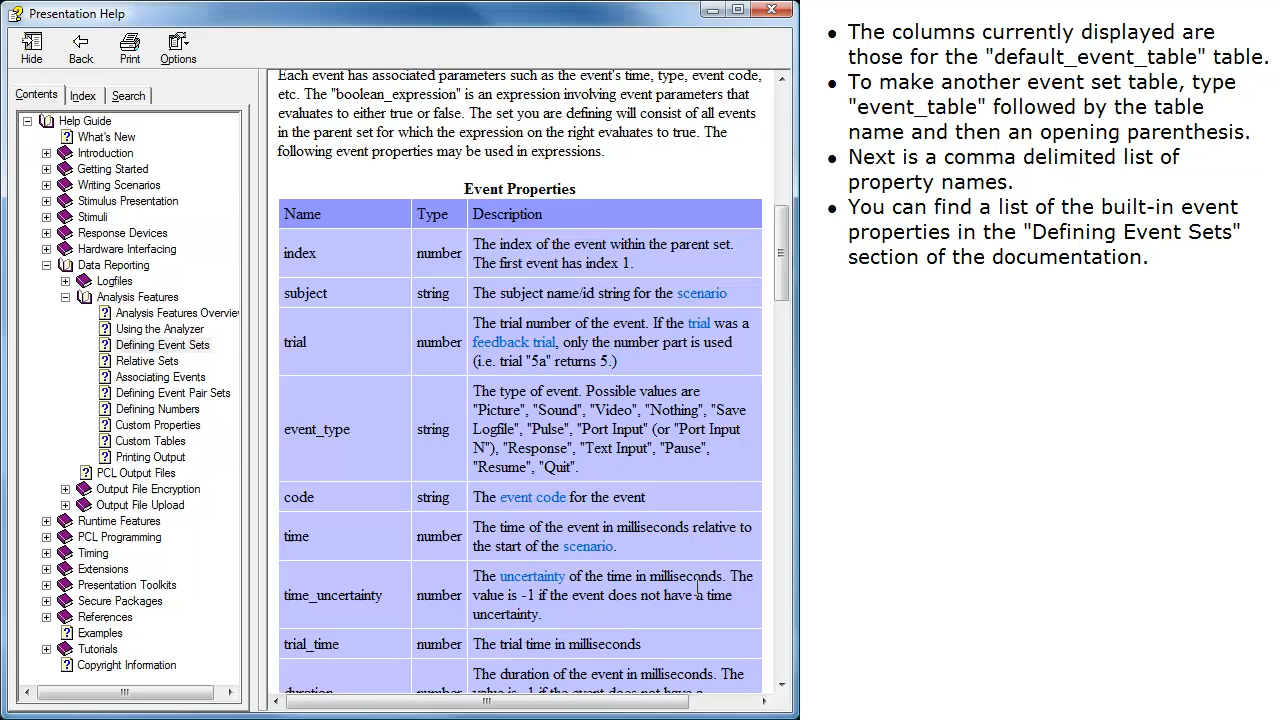 Presentation Help
Hide
Back
Print
Options
Contents
Index
Search
Help Guide
What's New
Introduction
Getting Started
Writing Scenarios
Stimulus Presentation
Stimuli
Response Devices
Hardware Interfacing
Data Reporting
Logfiles
Analysis Features
Analysis Features Overvie
Using the Analyzer
Defining Event Sets
Relative Sets
Associating Events
Defining Event Pair Sets
Defining Numbers
Custom Properties
Custom Tables
Printing Output
PCL Output Files
Output File Encryption
Output File Upload
Runtime Features
PCL Programming
Timing
Extensions
Presentation Toolkits
Secure Packages
References
Examples
Tutorials
Copyright Information
Each event has associated parameters such as the event's time, type, event code,
etc. The "boolean_expression" is an expression involving event parameters that
evaluates to either true or false. The set you are defining will consist of all events
in the parent set for which the expression on the right evaluates to true. The
following event properties may be used in expressions.
Event Properties
Name Type Description
index number The index of the event within the parent set.
The first event has index 1.
subject string The subject name/id string for the scenario
trial number The trial number of the event. If the trial was a
feedback trial, only the number part is used
(i.e. trial "5a" returns 5.)
event_type string The type of event. Possible values are
"Picture", "Sound", "Video", "Nothing", "Save
Logfile", "Pulse", "Port Input" (or "Port Input
N"), "Response", "Text Input", "Pause",
"Resume", "Quit".
code string The event code for the event
time number The time of the event in milliseconds relative to
the start of the scenario.
time_uncertainty number The uncertainty of the time in milliseconds. The
value is -1 if the event does not have a time
uncertainty.
trial_time number The trial time in milliseconds
duration number The duration of the event in milliseconds. The
value is -1 if the event does not have a
● The columns currently displayed are
those for the "default_event_table" table.
● To make another event set table, type
"event_table" followed by the table
name and then an opening parenthesis.
● Next is a comma delimited list of
property names.
● You can find a list of the built-in event
properties in the "Defining Event Sets"
section of the documentation.